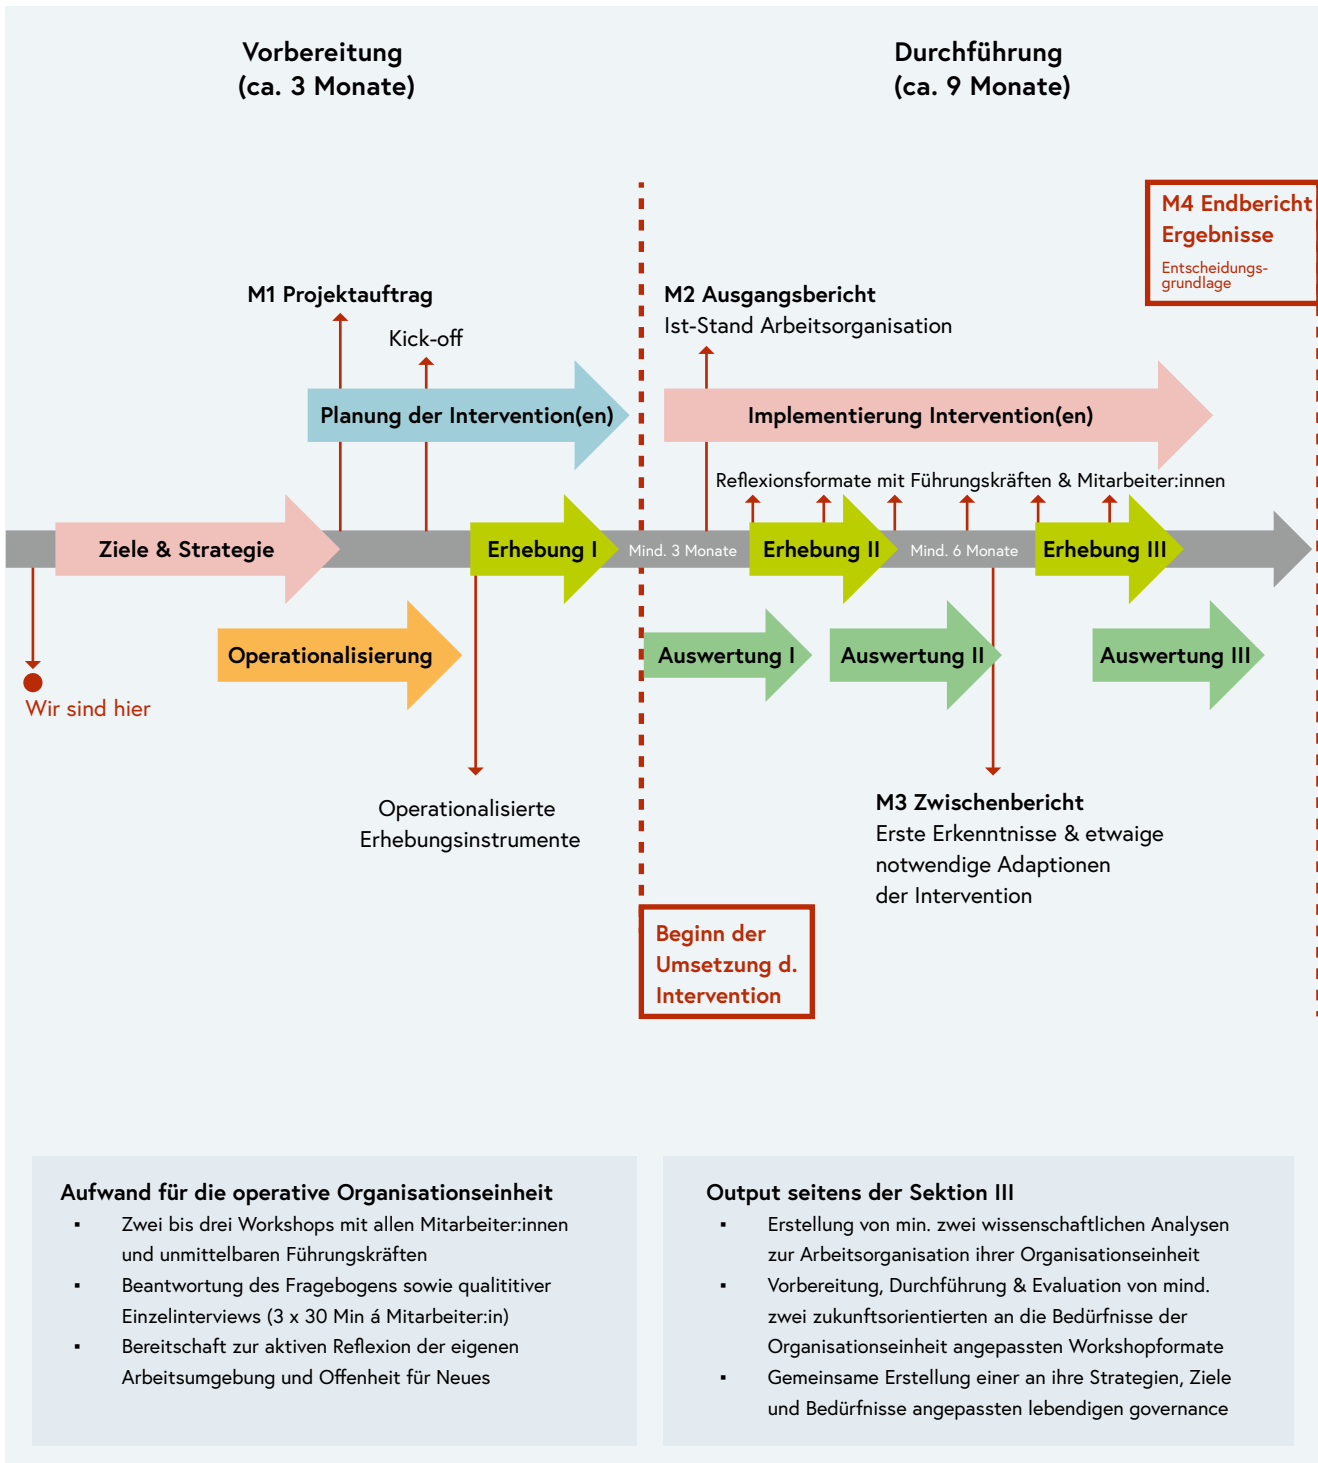 Vorbereitung
(ca. 3 Monate)
Durchführung
(ca. 9 Monate)
M4 Endbericht
Ergebnisse
Entscheidungs-
grundlage
M1 Projektauftrag
Kick-off
M2 Ausgangsbericht
Ist-Stand Arbeitsorganisation
Planung der Intervention(en)
Implementierung Intervention(en)
Reflexionsformate mit Führungskräften & Mitarbeiter:innen
Ziele & Strategie
Erhebung I
Mind. 3 Monate
Erhebung II
Mind. 6 Monate
Erhebung III
Operationalisierung
Auswertung I
Auswertung II
Auswertung III
Wir sind hier
Operationalisierte
Erhebungsinstrumente
M3 Zwischenbericht
Erste Erkenntnisse & etwaige
notwendige Adaptionen
der Intervention
Beginn der
Umsetzung d.
Intervention
Aufwand für die operative Organisationseinheit
▪ Zwei bis drei Workshops mit allen Mitarbeiter:innen
und unmittelbaren Führungskräften
▪ Beantwortung des Fragebogens sowie qualititiver
Einzelinterviews (3 x 30 Min á Mitarbeiter:in)
▪ Bereitschaft zur aktiven Reflexion der eigenen
Arbeitsumgebung und Offenheit für Neues
Output seitens der Sektion III
▪ Erstellung von min. zwei wissenschaftlichen Analysen
zur Arbeitsorganisation ihrer Organisationseinheit
▪ Vorbereitung, Durchführung & Evaluation von mind.
zwei zukunftsorientierten an die Bedürfnisse der
Organisationseinheit angepassten Workshopformate
▪ Gemeinsame Erstellung einer an ihre Strategien, Ziele
und Bedürfnisse angepassten lebendigen governance